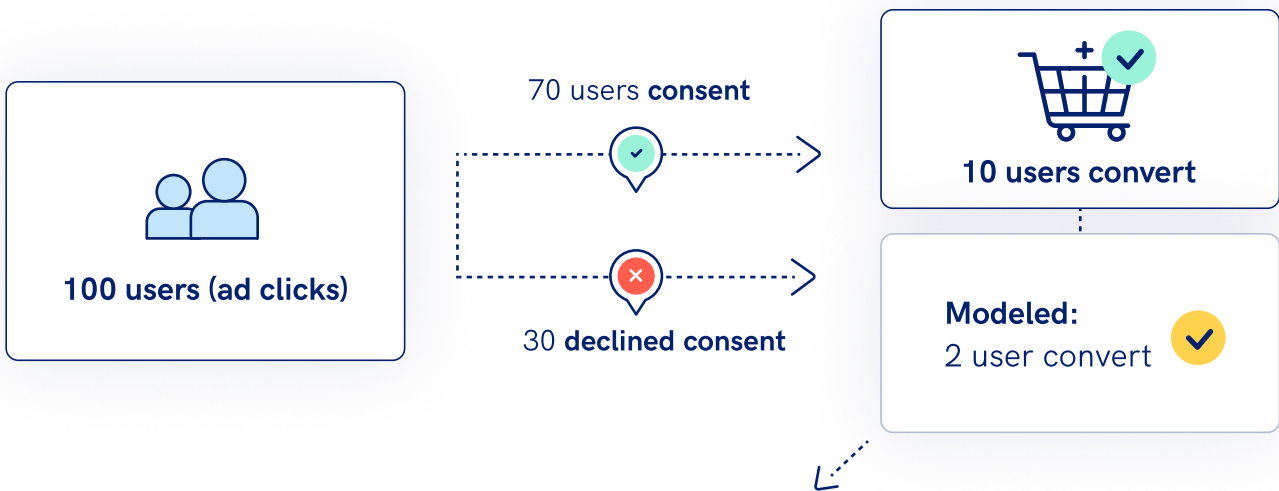 70 users consent
100 users (ad clicks)
30 declined consent
10 users convert
Modeled:
2 user convert